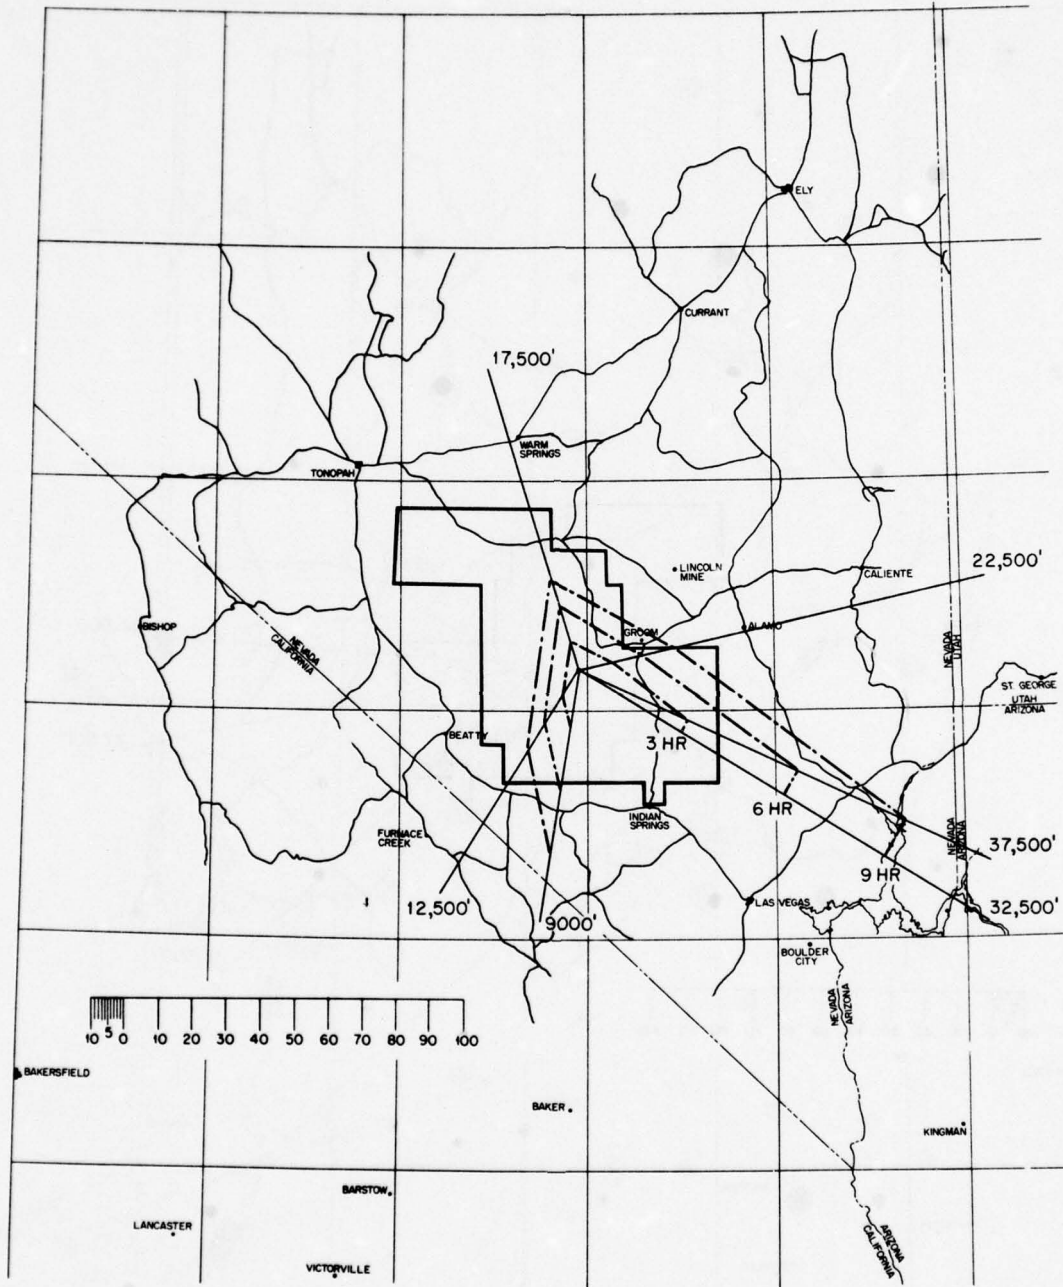 ELY
CURRANT
17,500'
WARM
SPRINGS
TONOPAH
LINCOLN
MINE
CALIENTE
22,500'
BISHOP
NEVADA
CALIFORNIA
GROOM
ALAMO
NEVADA
UTAH
ST. GEORGE
UTAH
ARIZONA
BEATTY
3 HR
6 HR
INDIAN
SPRINGS
FURNACE
CREEK
NEVADA
ARIZONA
37,500'
9 HR
12,500'
9000'
LAS VEGAS
32,500'
BOULDER
CITY
NEVADA
ARIZONA
10 5 0 10 20 30 40 50 60 70 80 90 100
BAKERSFIELD
BAKER
KINGMAN
BARSTOW
LANCASTER
ARIZONA
CALIFORNIA
VICTORVILLE